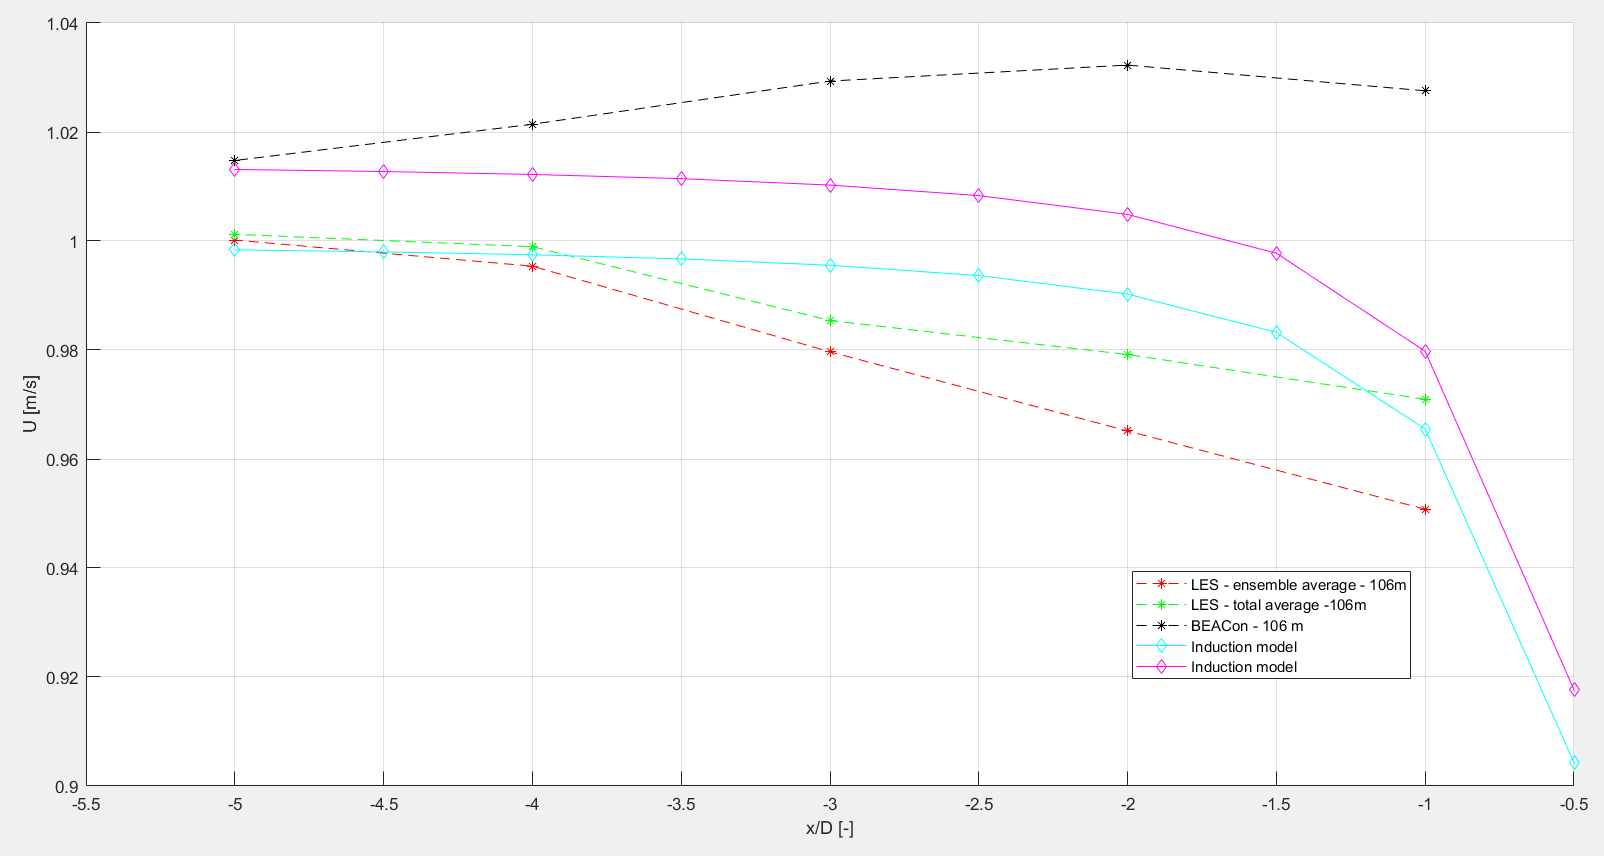 1.04
1.02
1
0.98
0.96
0.94
0.92
0.9
U [m/s]
-5.5 -5 -4.5 -4 -3.5 -3 -2.5 -2 -1.5 -1 -0.5
x/D [-]
LES - ensemble average - 106m
LES - total average -106m
BEACon - 106 m
Induction model
Induction model